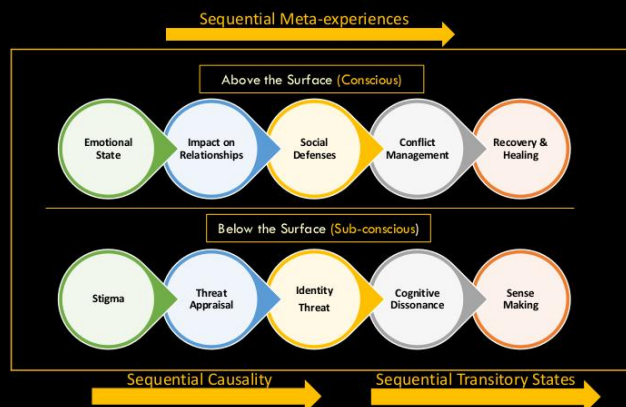 Sequential Meta-experiences
Above the Surface (Conscious)
Emotional
State
Impact on
Relationships
Social
Defenses
Conflict
Management
Recovery &
Healing
Below the Surface (Sub-conscious)
Stigma
Threat
Appraisal
Identity
Threat
Cognitive
Dissonance
Sense
Making
Sequential Causality
Sequential Transitory States